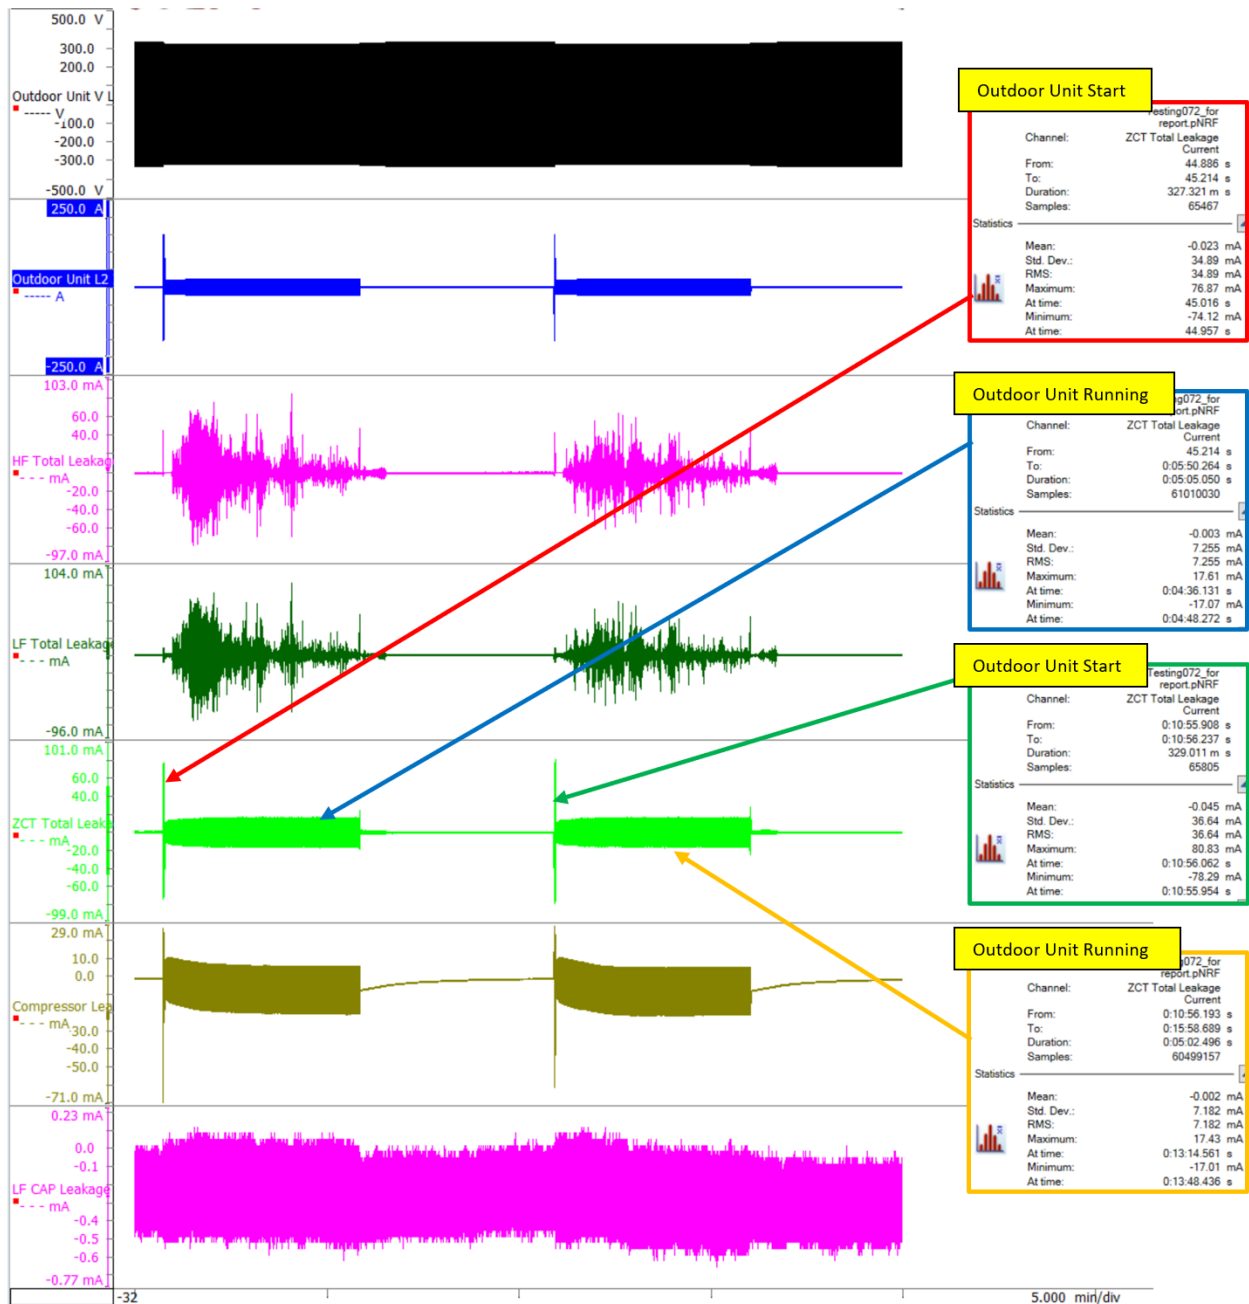 500.0 V
300.0
200.0
Outdoor Unit V L
----- V
-100.0
-200.0
-300.0
-500.0 V
250.0 A
Outdoor Unit L2
----- A
-250.0 A
103.0 mA
60.0
40.0
HF Total Leakag
- - - mA
-20.0
-40.0
-60.0
-97.0 mA
104.0 mA
LF Total Leakage
- - - mA
-96.0 mA
101.0 mA
60.0
40.0
ZCT Total Leaka
- - - mA
-20.0
-40.0
-60.0
-99.0 mA
29.0 mA
10.0
0.0
Compressor Lea
- - - mA
-30.0
-40.0
-50.0
-71.0 mA
0.23 mA
0.0
-0.1
LF CAP Leakage
- - - mA
-0.4
-0.5
-0.6
-0.77 mA
-32
5.000 min/div
Outdoor Unit Start
Testing072_for
report.pNRF
Channel: ZCT Total Leakage
Current
From: 44.886 s
To: 45.214 s
Duration: 327.321 m s
Samples: 65467
Statistics
Mean: -0.023 mA
Std. Dev.: 34.89 mA
RMS: 34.89 mA
Maximum: 76.87 mA
At time: 45.016 s
Minimum: -74.12 mA
At time: 44.957 s
Outdoor Unit Running
ng072_for
port.pNRF
Channel: ZCT Total Leakage
Current
From: 45.214 s
To: 0:05:50.264 s
Duration: 0:05:05.050 s
Samples: 61010030
Statistics
Mean: -0.003 mA
Std. Dev.: 7.255 mA
RMS: 7.255 mA
Maximum: 17.61 mA
At time: 0:04:36.131 s
Minimum: -17.07 mA
At time: 0:04:48.272 s
Outdoor Unit Start
Testing072_for
report.pNRF
Channel: ZCT Total Leakage
Current
From: 0:10:55.908 s
To: 0:10:56.237 s
Duration: 329.011 m s
Samples: 65805
Statistics
Mean: -0.045 mA
Std. Dev.: 36.64 mA
RMS: 36.64 mA
Maximum: 80.83 mA
At time: 0:10:56.062 s
Minimum: -78.29 mA
At time: 0:10:55.954 s
Outdoor Unit Running
g072_for
report.pNRF
Channel: ZCT Total Leakage
Current
From: 0:10:56.193 s
To: 0:15:58.689 s
Duration: 0:05:02.496 s
Samples: 60499157
Statistics
Mean: -0.002 mA
Std. Dev.: 7.182 mA
RMS: 7.182 mA
Maximum: 17.43 mA
At time: 0:13:14.561 s
Minimum: -17.01 mA
At time: 0:13:48.436 s